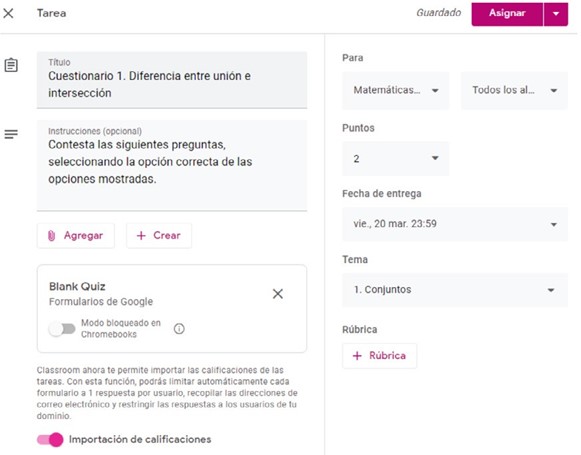 Tarea
Guardado
Asignar
Título
Cuestionario 1. Diferencia entre unión e
intersección
Instrucciones (opcional)
Contesta las siguientes preguntas,
seleccionando la opción correcta de las
opciones mostradas.
Agregar
Crear
Blank Quiz
Formularios de Google
Modo bloqueado en
Chromebooks
Classroom ahora te permite importar las calificaciones de las
tareas. Con esta función, podrás limitar automáticamente cada
formulario a 1 respuesta por usuario, recopilar las direcciones de
correo electrónico y restringir las respuestas a los usuarios de tu
dominio.
Importación de calificaciones
Para
Matemáticas...
Todos los al...
Puntos
2
Fecha de entrega
vie., 20 mar. 23:59
Tema
1. Conjuntos
Rúbrica
+ Rúbrica